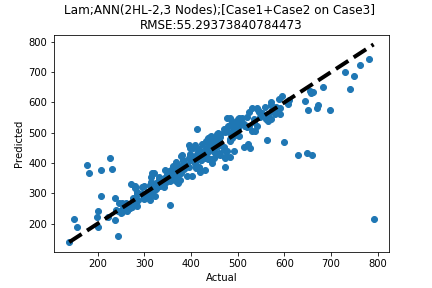 Lam;ANN(2HL-2,3 Nodes);[Case1+Case2 on Case3]
RMSE:55.29373840784473
800
700
600
500
400
300
200
Predicted
200 300 400 500 600 700 800
Actual